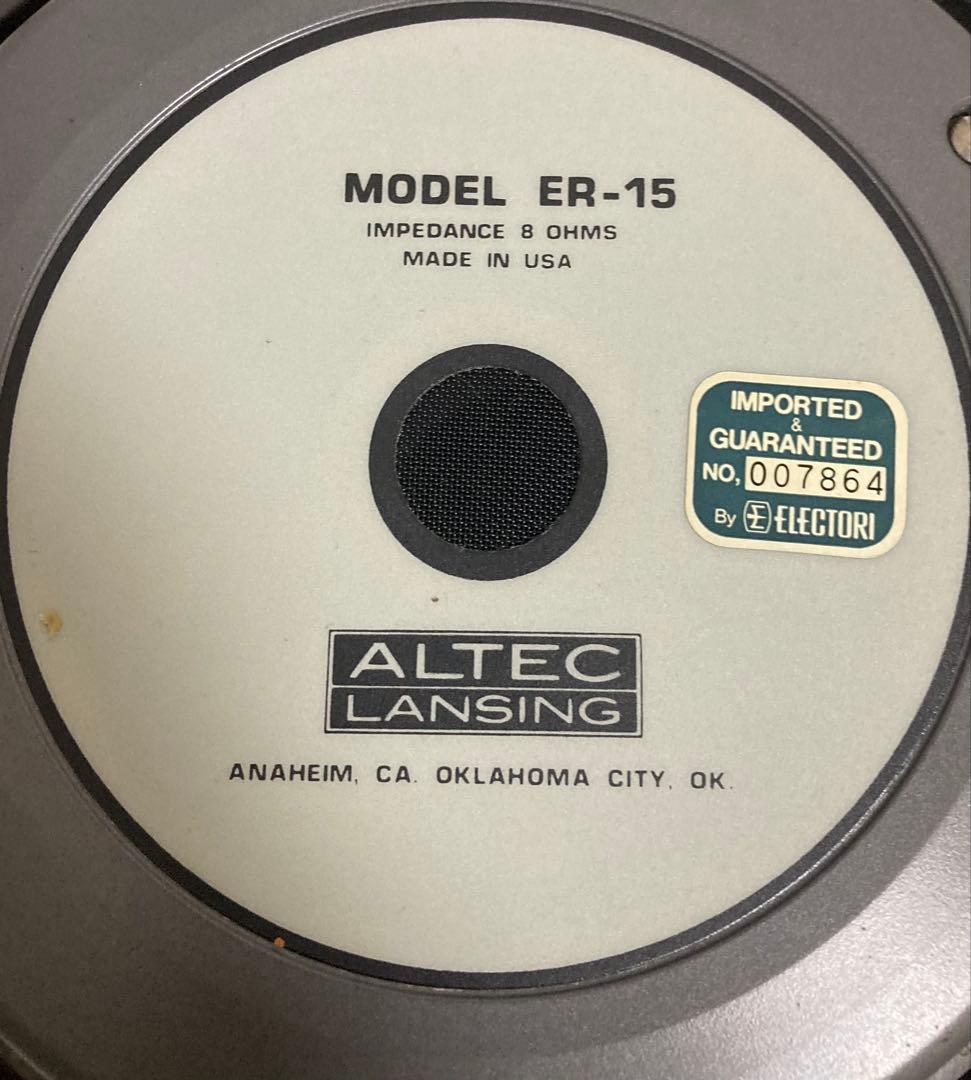 MODEL ER-15
IMPEDANCE 8 OHMS
MADE IN USA
IMPORTED
&
GUARANTEED
NO, 007864
By E ELECTORI
ALTEC
LANSING
ANAHEIM, CA. OKLAHOMA CITY, OK.